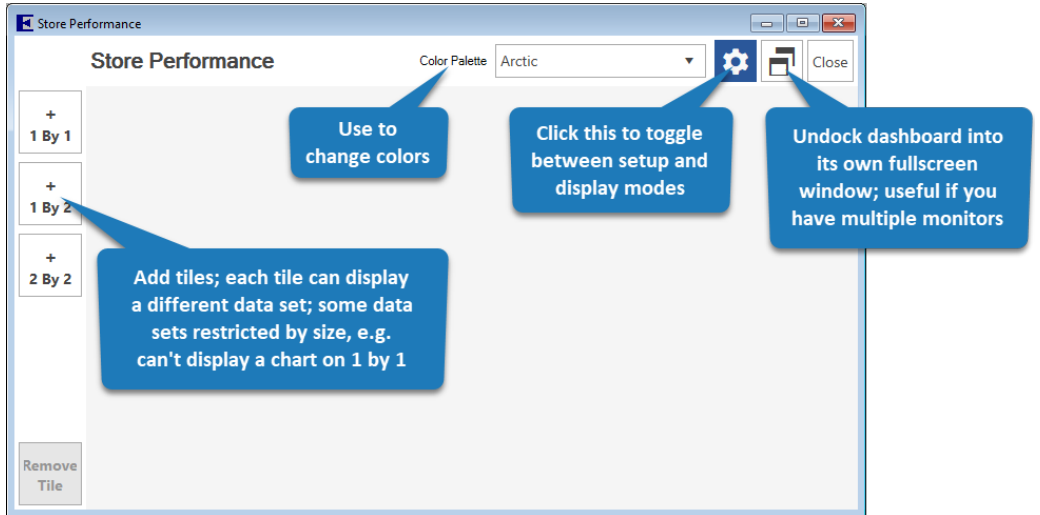 Store Performance
Store Performance
Color Palette
Arctic
Close
+
1 By 1
+
1 By 2
+
2 By 2
Remove
Tile
Use to
change colors
Click this to toggle
between setup and
display modes
Undock dashboard into
its own fullscreen
window; useful if you
have multiple monitors
Add tiles; each tile can display
a different data set; some data
sets restricted by size, e.g.
can't display a chart on 1 by 1